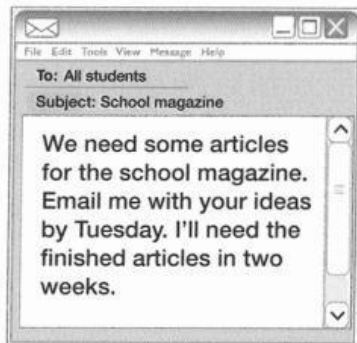 File Edit Tools View Message Help
To: All students
Subject: School magazine
We need some articles
for the school magazine.
Email me with your ideas
by Tuesday. I'll need the
finished articles in two
weeks.